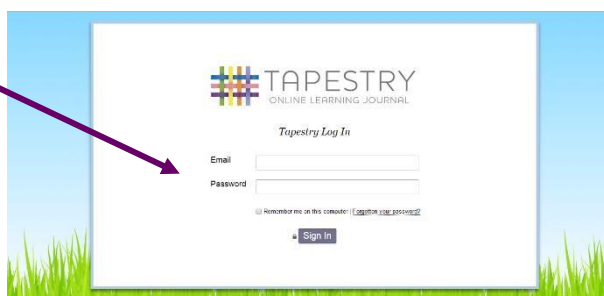 TAPESTRY
ONLINE LEARNING JOURNAL
Tapestry Log In
Email
Password
Remember me on this computer | Forgotten your password?
Sign In